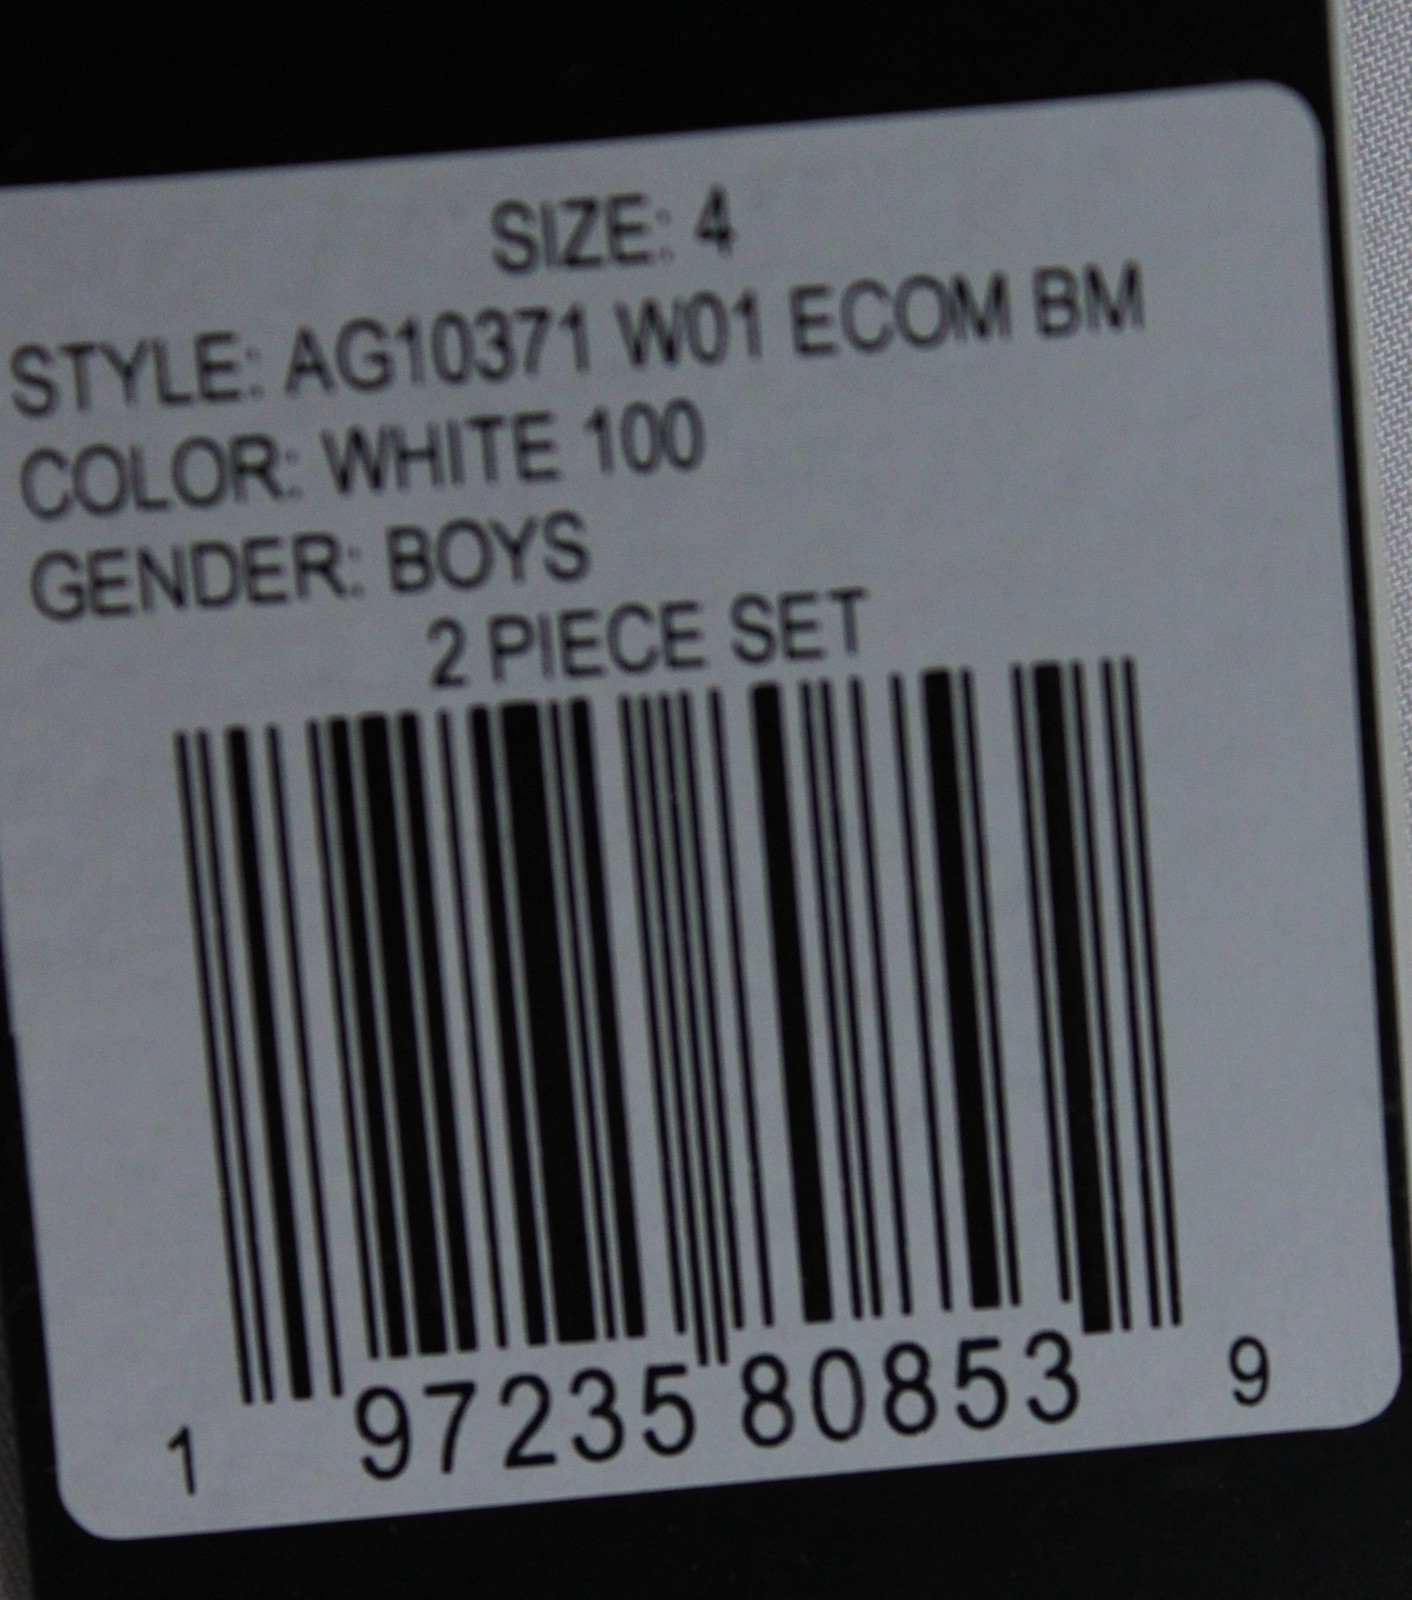 SIZE: 4
STYLE: AG10371 W01 ECOM BM
COLOR: WHITE 100
GENDER: BOYS
2 PIECE SET
1 97235 80853 9